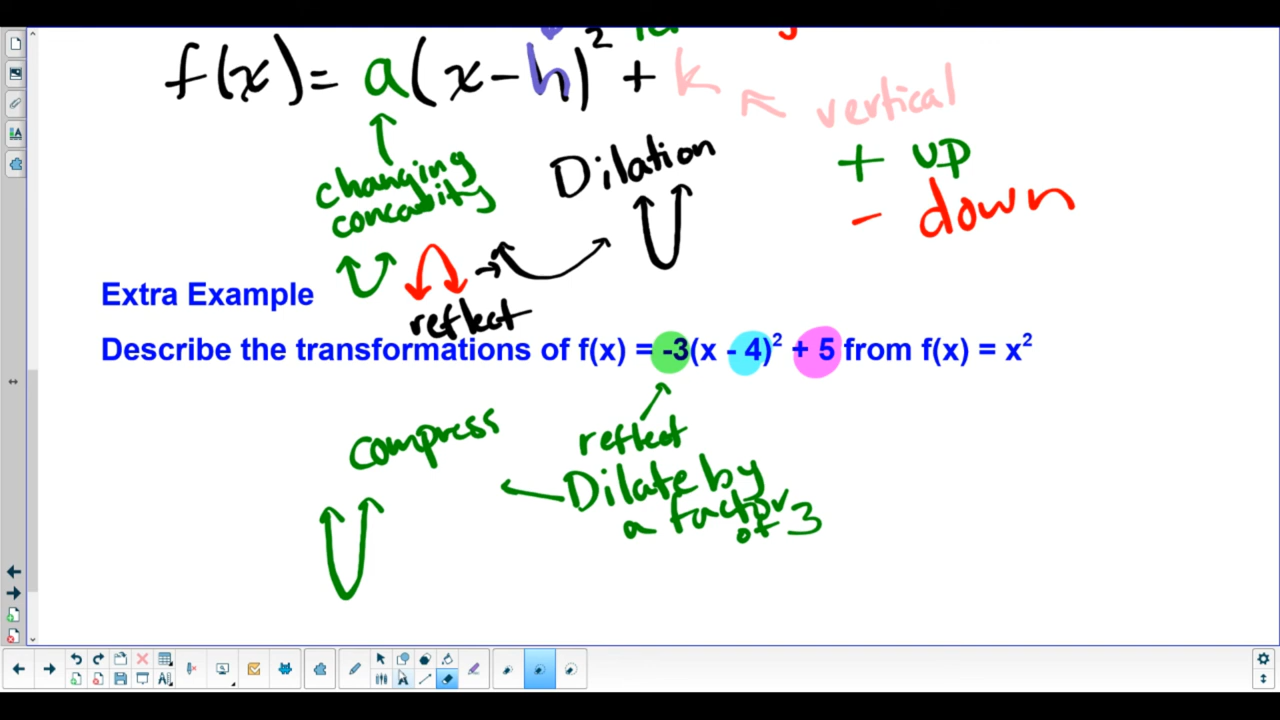 f(x) = a(x - h)² + k
vertical
+ up
- down
changing
concavity
Dilation
reflect
Extra Example
Describe the transformations of f(x) = -3(x - 4)² + 5 from f(x) = x²
compress
reflect
Dilate by
a factor
of 3